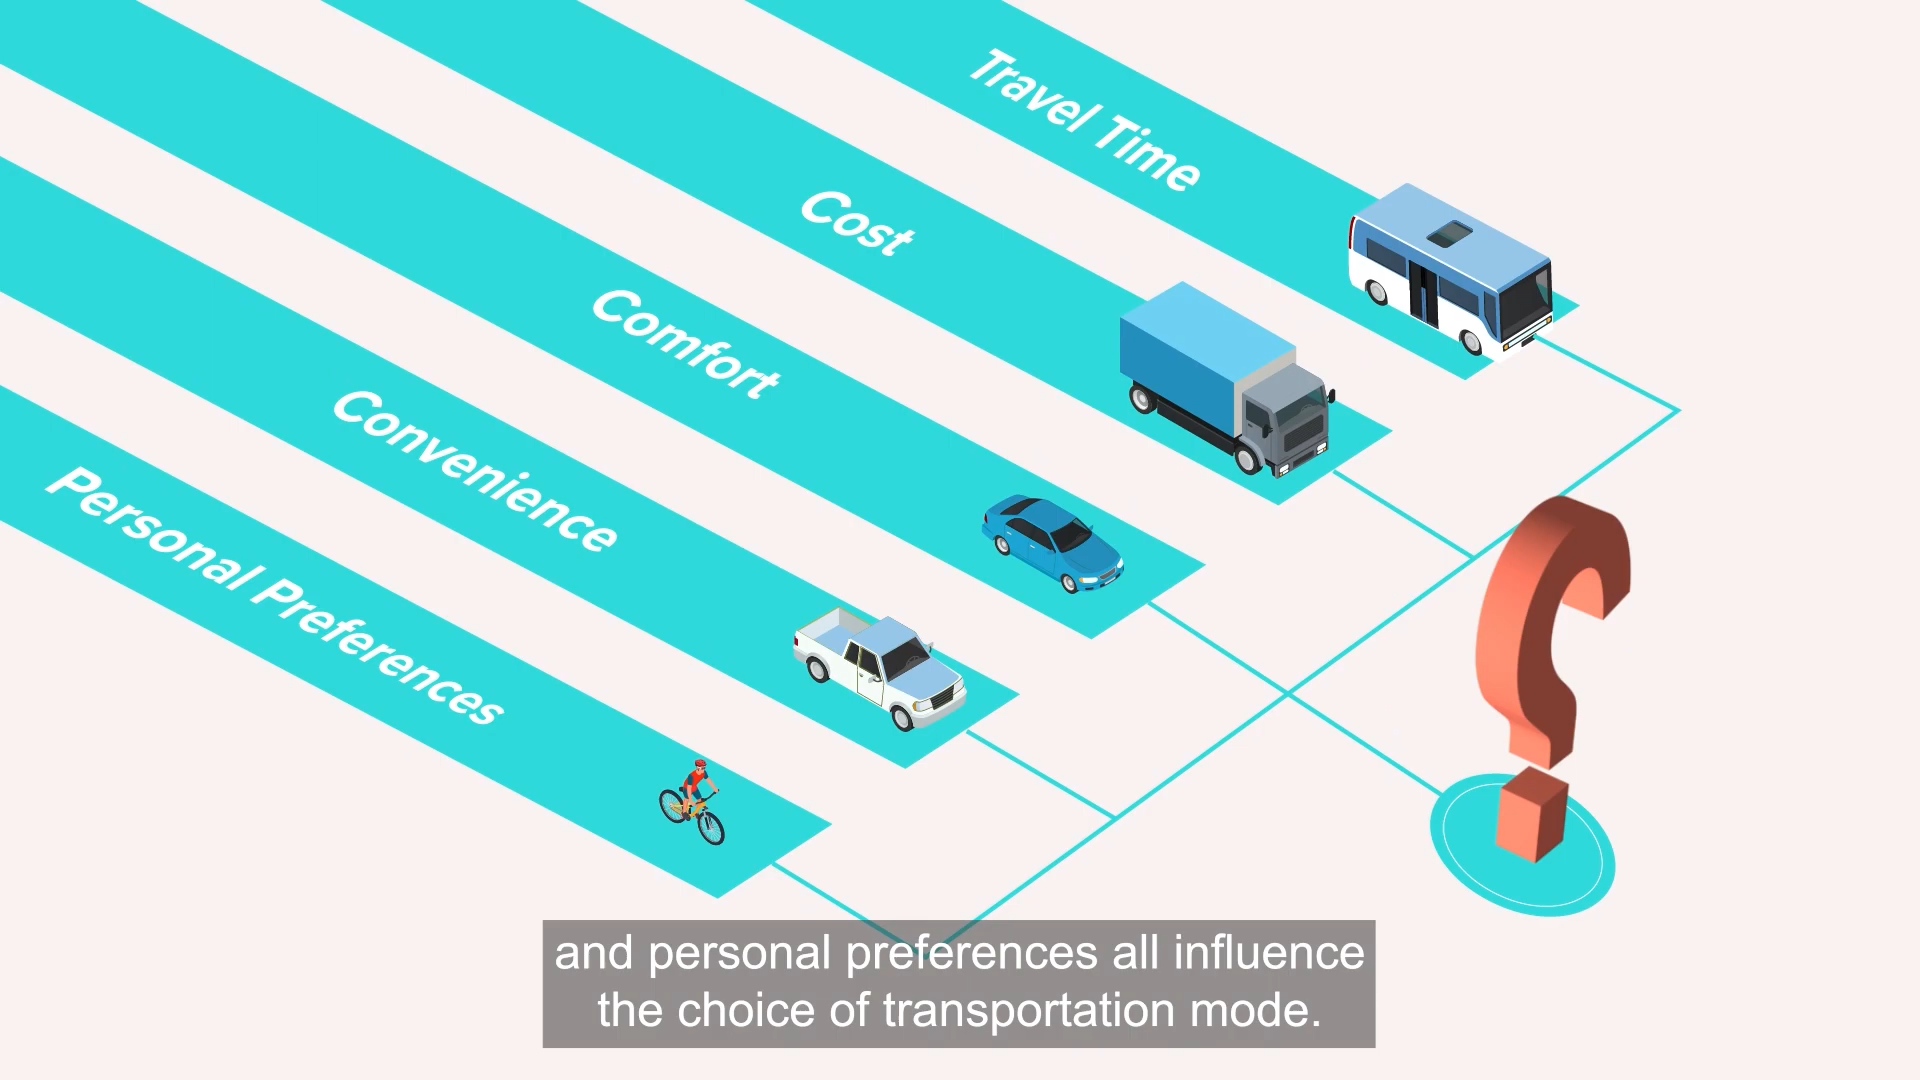 Travel Time
Cost
Comfort
Convenience
Personal Preferences
and personal preferences all influence
the choice of transportation mode.